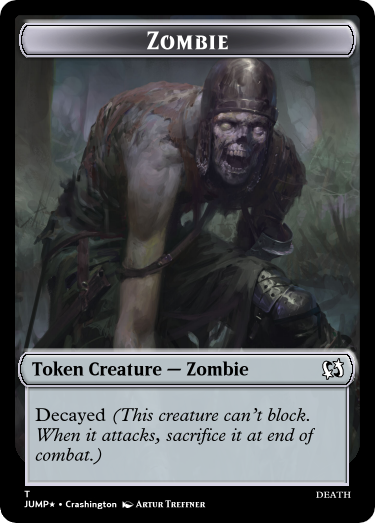 Zombie
Token Creature — Zombie
Decayed (This creature can't block.
When it attacks, sacrifice it at end of
combat.)
T
DEATH
JUMP★ • Crashington Artur Treffner